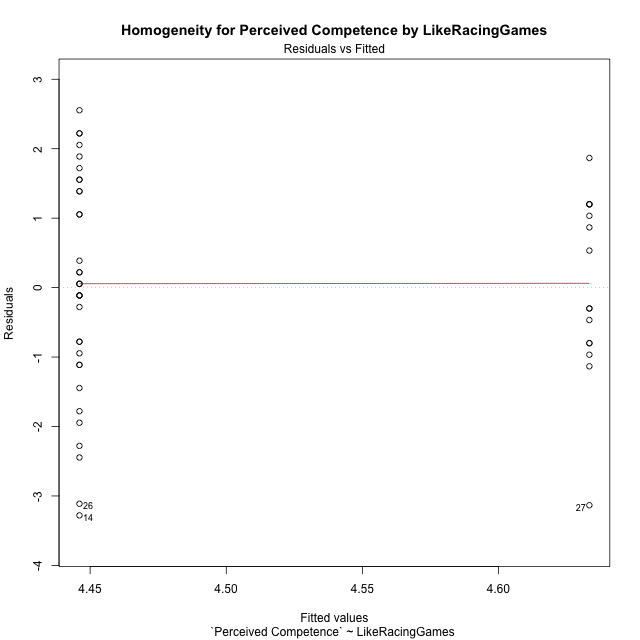 Homogeneity for Perceived Competence by LikeRacingGames
Residuals vs Fitted
3
2
1
0
-1
-2
-3
-4
Residuals
26
14
27
4.45 4.50 4.55 4.60
Fitted values
`Perceived Competence` ~ LikeRacingGames